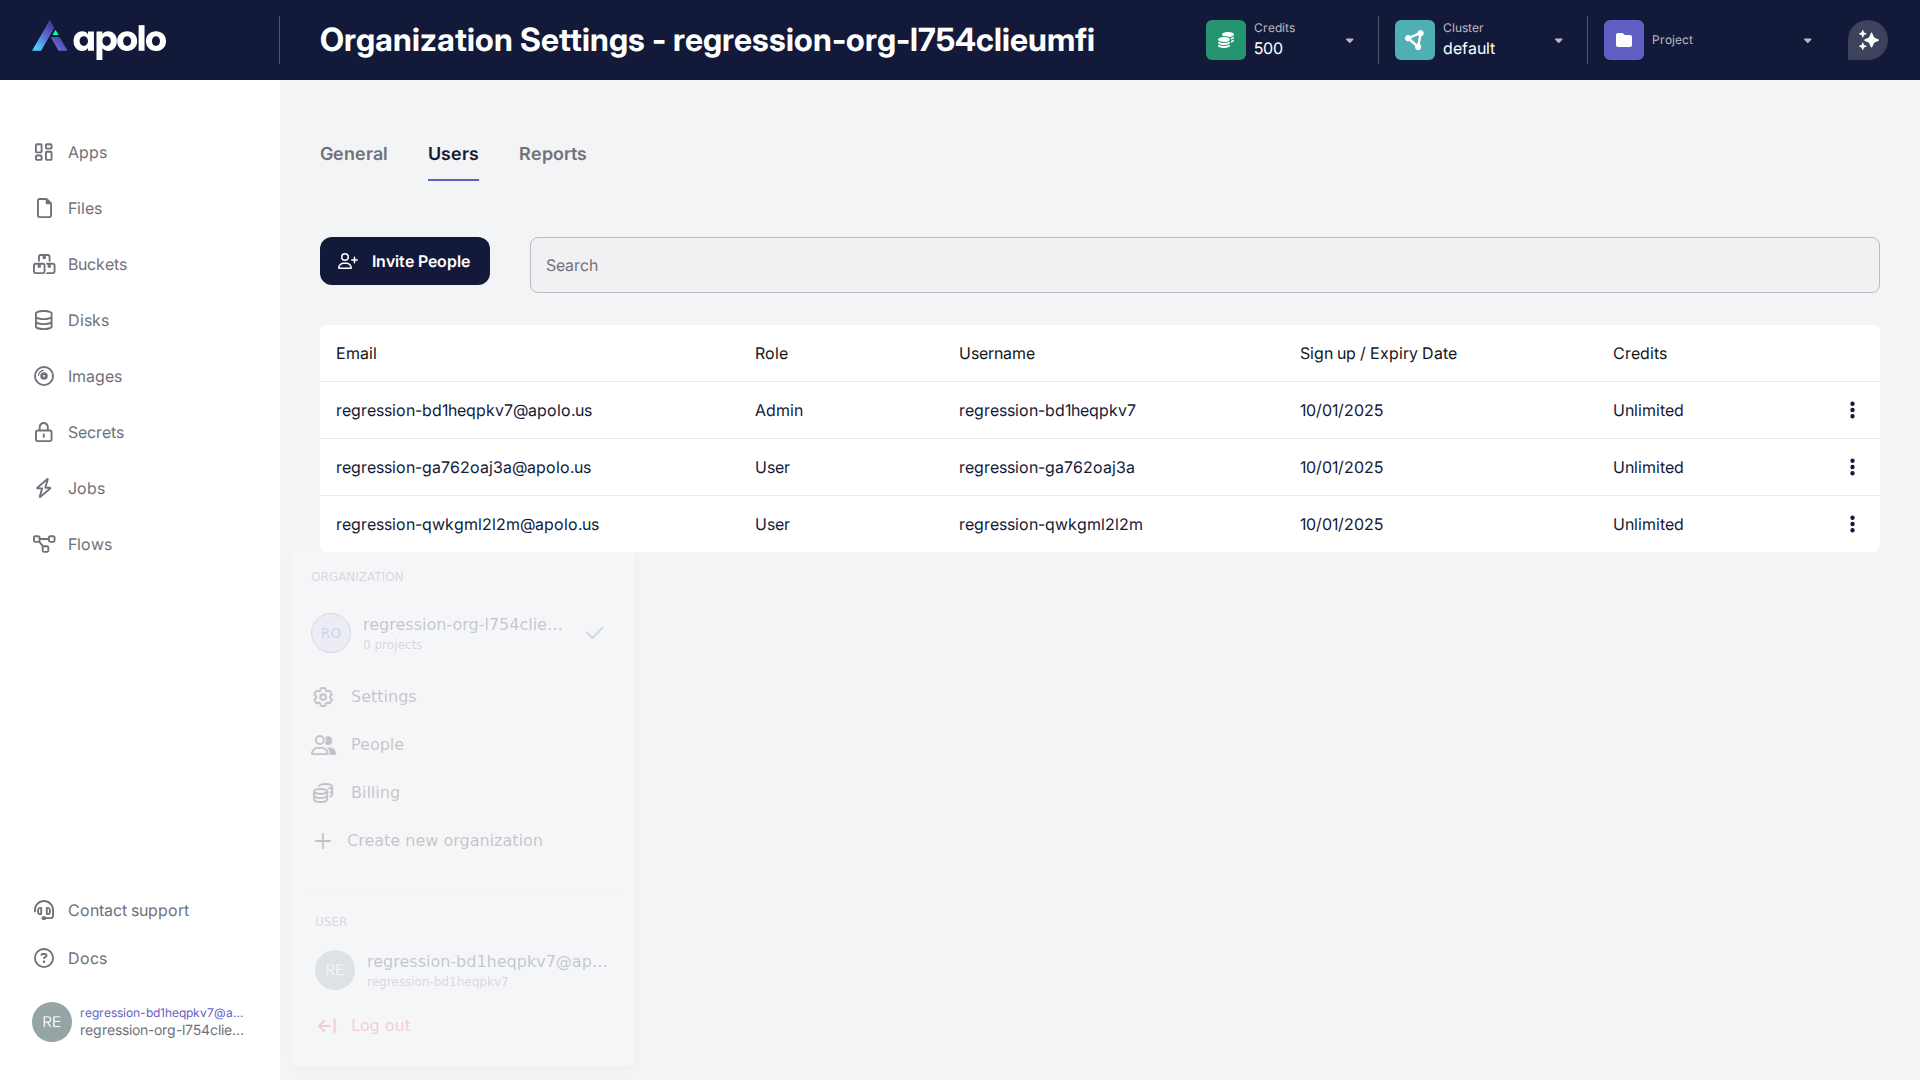 apolo
Organization Settings - regression-org-l754clieumfi
Credits
500
Cluster
default
Project
Apps
Files
Buckets
Disks
Images
Secrets
Jobs
Flows
General Users Reports
Invite People
Search
Email Role Username Sign up / Expiry Date Credits
regression-bd1heqpkv7@apolo.us Admin regression-bd1heqpkv7 10/01/2025 Unlimited
regression-ga762oaj3a@apolo.us User regression-ga762oaj3a 10/01/2025 Unlimited
regression-qwkgml2l2m@apolo.us User regression-qwkgml2l2m 10/01/2025 Unlimited
ORGANIZATION
RO
regression-org-l754clie...
0 projects
Settings
People
Billing
Create new organization
USER
RE
regression-bd1heqpkv7@ap...
regression-bd1heqpkv7
Log out
Contact support
Docs
RE
regression-bd1heqpkv7@a...
regression-org-l754clie...